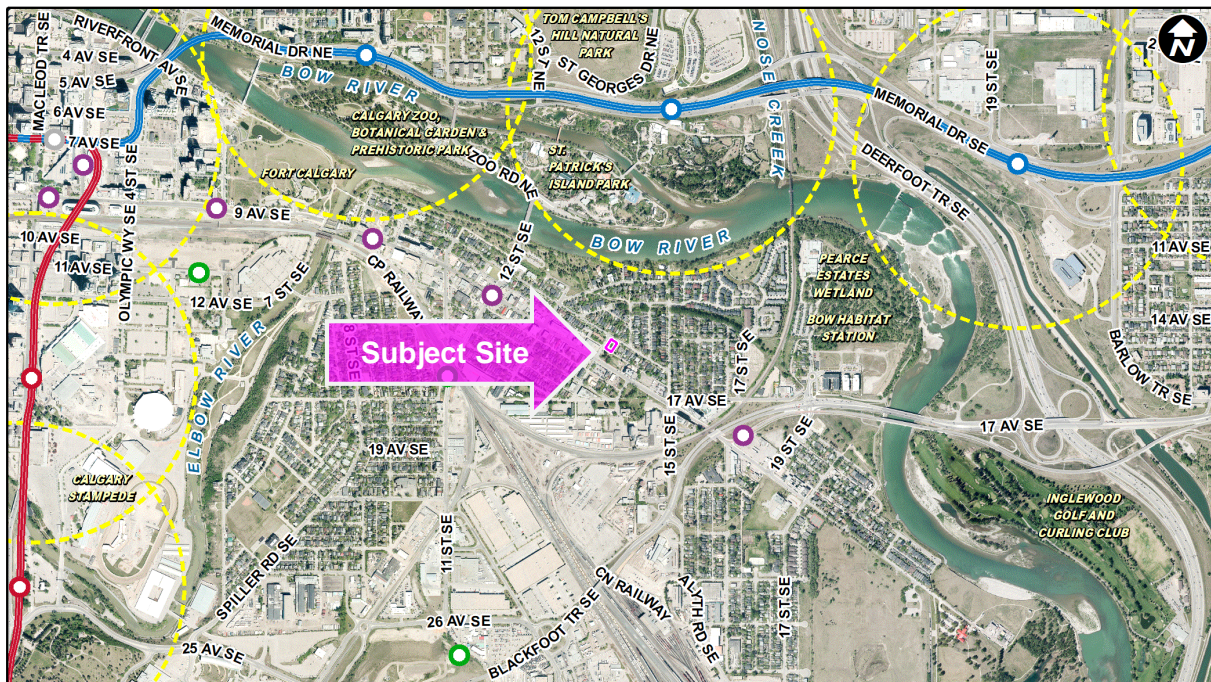 MACLEOD TR SE
RIVERFRONT AV SE
4 AV SE
5 AV SE
6 AV SE
7 AV SE
MEMORIAL DR NE
BOW RIVER
TOM CAMPBELL'S
HILL NATURAL
PARK
12 ST NE
ST GEORGES DR NE
NOSE CREEK
19 ST SE
2
N
CALGARY ZOO,
BOTANICAL GARDEN &
PREHISTORIC PARK
ZOO RD NE
ST.
PATRICK'S
ISLAND PARK
MEMORIAL DR SE
DEERFOOT TR SE
FORT CALGARY
OLYMPIC WY SE
4 ST SE
9 AV SE
10 AV SE
11 AV SE
12 AV SE
7 ST SE
CP RAILWAY
12 ST SE
BOW RIVER
PEARCE
ESTATES
WETLAND
BOW HABITAT
STATION
11 AV SE
14 AV SE
BARLOW TR SE
8 ST SE
Subject Site
ELBOW RIVER
17 ST SE
17 AV SE
17 AV SE
15 ST SE
19 ST SE
19 AV SE
CALGARY
STAMPEDE
INGLEWOOD
GOLF AND
CURLING CLUB
SPILLER RD SE
11 ST SE
CN RAILWAY
ALYTH RD SE
17 ST SE
26 AV SE
25 AV SE
BLACKFOOT TR SE